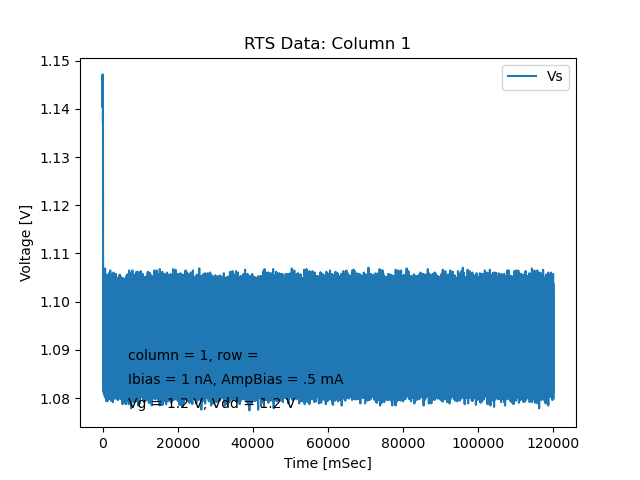 RTS Data: Column 1
Vs
1.15
1.14
1.13
1.12
1.11
1.10
1.09
1.08
Voltage [V]
column = 1, row =
Ibias = 1 nA, AmpBias = .5 mA
Vg = 1.2 V, Vdd = 1.2 V
0 20000 40000 60000 80000 100000 120000
Time [mSec]